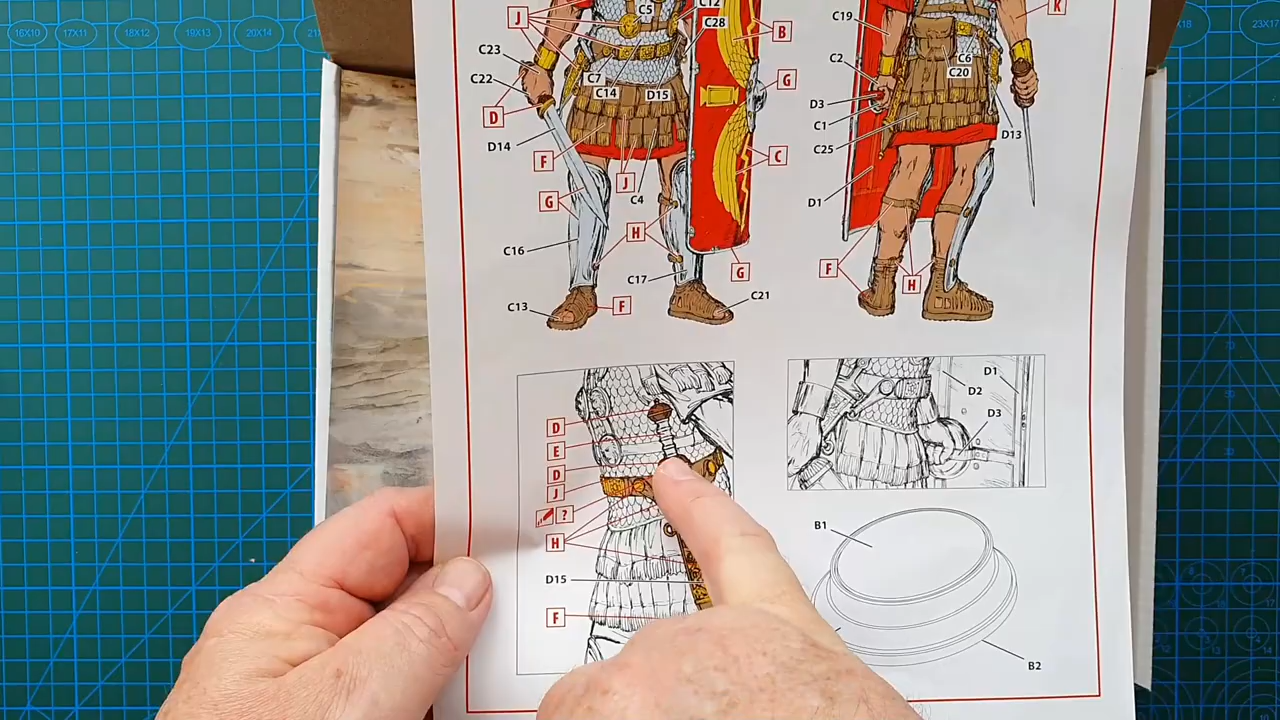 16X10
17X11
18X12
19X13
20X14
23X17
J
C5
C12
C28
B
C23
C22
C7
C14
D15
G
D
D14
F
J
C4
C
G
C16
H
C17
G
C13
F
C21
C19
K
C2
C6
C20
D3
C1
D13
C25
D1
F
H
D
E
D
J
?
H
D15
F
D1
D2
D3
B1
B2